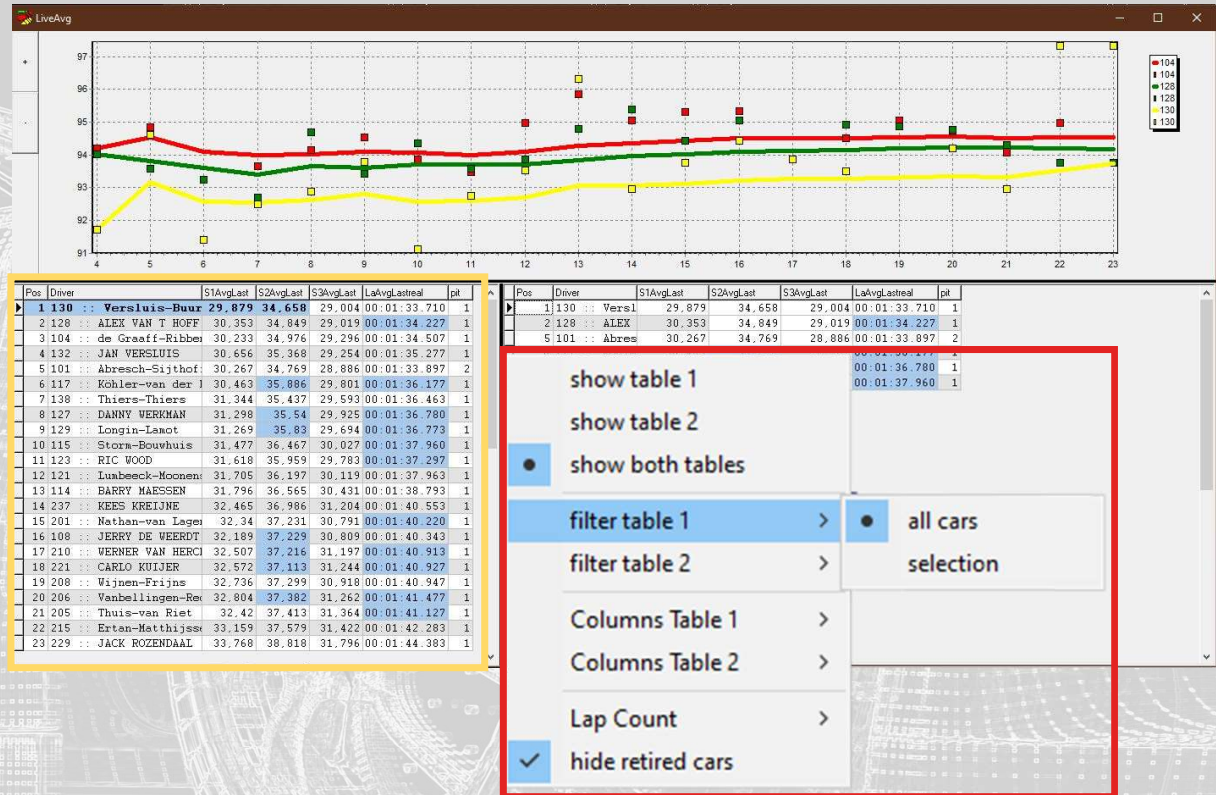 LiveAvg
+
-
97
96
95
94
93
92
91
4 5 6 7 8 9 10 11 12 13 14 15 16 17 18 19 20 21 22 23
104
104
128
128
130
130
Pos Driver S1AvgLast S2AvgLast S3AvgLast LaAvgLastreal pit
1 130 :: Versluis-Buur 29,879 34,658 29,004 00:01:33.710 1
2 128 :: ALEX VAN T HOFF 30,353 34,849 29,019 00:01:34.227 1
3 104 :: de Graaff-Ribber 30,233 34,976 29,296 00:01:34.507 1
4 132 :: JAN VERSLUIS 30,656 35,368 29,254 00:01:35.277 1
5 101 :: Abresch-Sijthof: 30,267 34,769 28,886 00:01:33.897 2
6 117 :: Köhler-van der 30,463 35,886 29,801 00:01:36.177 1
7 138 :: Thiers-Thiers 31,344 35,437 29,593 00:01:36.463 1
8 127 :: DANNY WERKMAN 31,298 35,54 29,925 00:01:36.780 1
9 129 :: Longin-Lamot 31,269 35,83 29,694 00:01:36.773 1
10 115 :: Storm-Bouwhuis 31,477 36,467 30,027 00:01:37.960 1
11 123 :: RIC WOOD 31,618 35,959 29,783 00:01:37.297 1
12 121 :: Lumbeeck-Moonen: 31,705 36,197 30,119 00:01:37.963 1
13 114 :: BARRY MAESSEN 31,796 36,565 30,431 00:01:38.793 1
14 237 :: KEES KREIJNE 32,465 36,986 31,204 00:01:40.553 1
15 201 :: Nathan-van Lagen 32,34 37,231 30,791 00:01:40.220 1
16 108 :: JERRY DE WEERDT 32,189 37,229 30,809 00:01:40.343 1
17 210 :: WERNER VAN HERC 32,507 37,216 31,197 00:01:40.913 1
18 221 :: CARLO KUIJER 32,572 37,113 31,244 00:01:40.927 1
19 208 :: Wijnen-Frijns 32,736 37,299 30,918 00:01:40.947 1
20 206 :: Vanbellingen-Re 32,804 37,382 31,262 00:01:41.477 1
21 205 :: Thuis-van Riet 32,42 37,413 31,364 00:01:41.127 1
22 215 :: Ertan-Matthijss 33,159 37,579 31,422 00:01:42.283 1
23 229 :: JACK ROZENDAAL 33,768 38,818 31,796 00:01:44.383 1
Pos Driver S1AvgLast S2AvgLast S3AvgLast LaAvgLastreal pit
1 130 :: Versl 29,879 34,658 29,004 00:01:33.710 1
2 128 :: ALEX 30,353 34,849 29,019 00:01:34.227 1
5 101 :: Abres 30,267 34,769 28,886 00:01:33.897 2
00:01:36.780 1
00:01:37.960 1
show table 1
show table 2
show both tables
filter table 1 >
all cars
selection
filter table 2 >
Columns Table 1 >
Columns Table 2 >
Lap Count >
hide retired cars